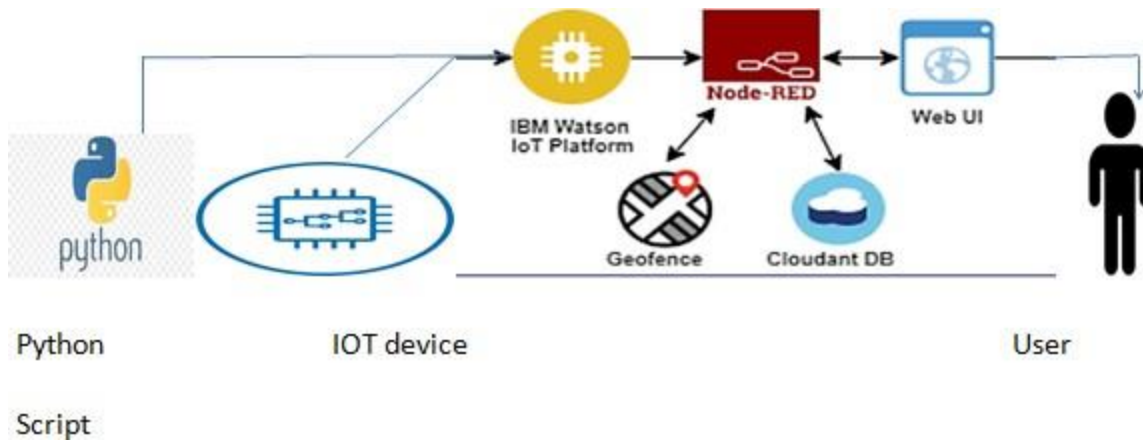 Node-RED
IBM Watson
IoT Platform
Web UI
python
Geofence
Cloudant DB
Python
IOT device
User
Script